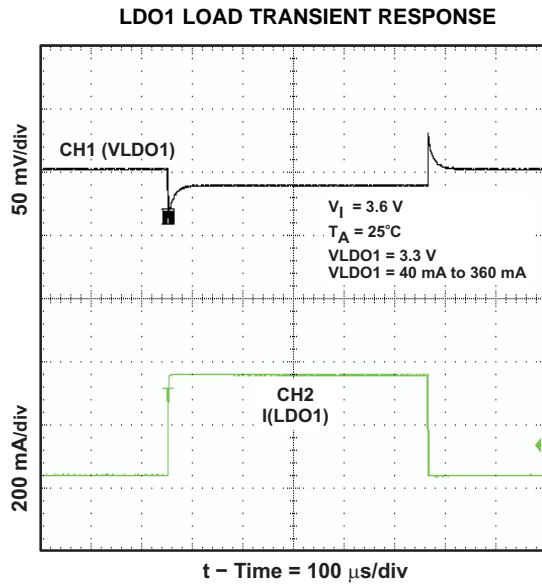 LDO1 LOAD TRANSIENT RESPONSE
50 mV/div
CH1 (VLDO1)
VI = 3.6 V
TA = 25°C
VLDO1 = 3.3 V
VLDO1 = 40 mA to 360 mA
T
CH2
I(LDO1)
200 mA/div
t − Time = 100 μs/div